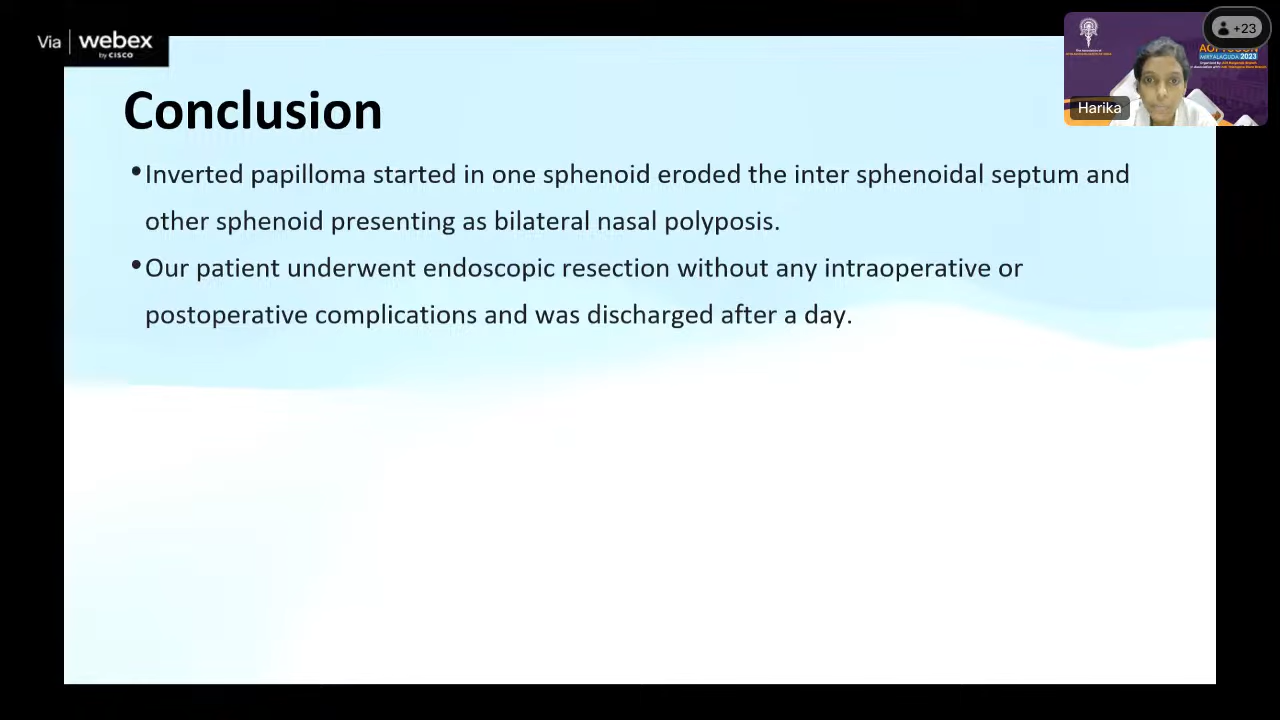 Via webex
by CISCO
+23
MIRYALAGUDA 2023
Harika
Conclusion
•Inverted papilloma started in one sphenoid eroded the inter sphenoidal septum and
other sphenoid presenting as bilateral nasal polyposis.
•Our patient underwent endoscopic resection without any intraoperative or
postoperative complications and was discharged after a day.